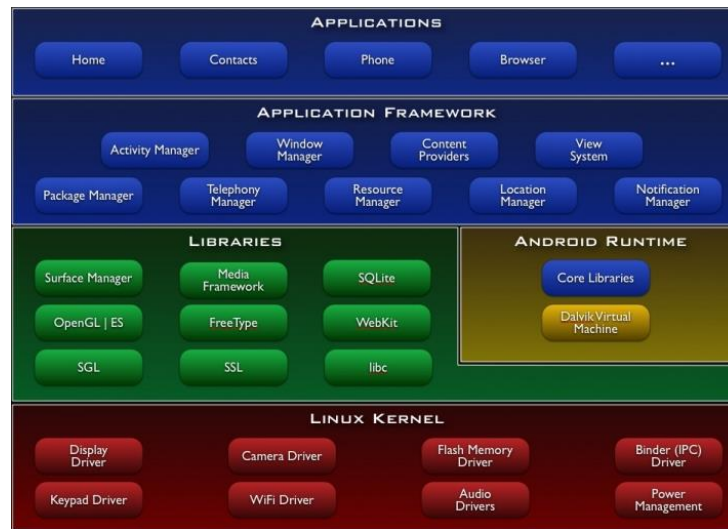 APPLICATIONS
Home Contacts Phone Browser ...
APPLICATION FRAMEWORK
Activity Manager Window Manager Content Providers View System
Package Manager Telephony Manager Resource Manager Location Manager Notification Manager
LIBRARIES
Surface Manager Media Framework SQLite
OpenGL | ES FreeType WebKit
SGL SSL libc
ANDROID RUNTIME
Core Libraries
Dalvik Virtual Machine
LINUX KERNEL
Display Driver Camera Driver Flash Memory Driver Binder (IPC) Driver
Keypad Driver WiFi Driver Audio Drivers Power Management